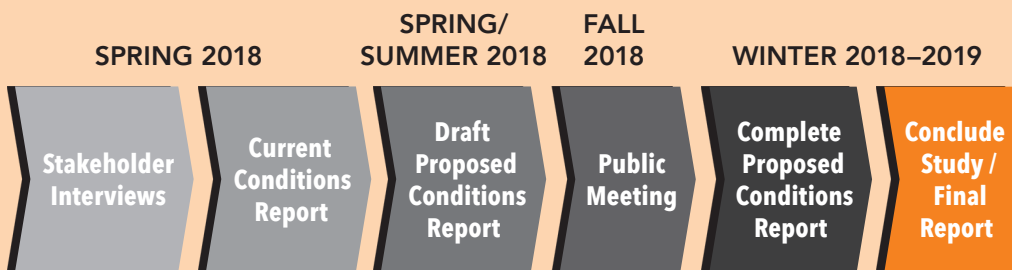 SPRING 2018
SPRING/
SUMMER 2018
FALL
2018
WINTER 2018–2019
Stakeholder
Interviews
Current
Conditions
Report
Draft
Proposed
Conditions
Report
Public
Meeting
Complete
Proposed
Conditions
Report
Conclude
Study /
Final
Report